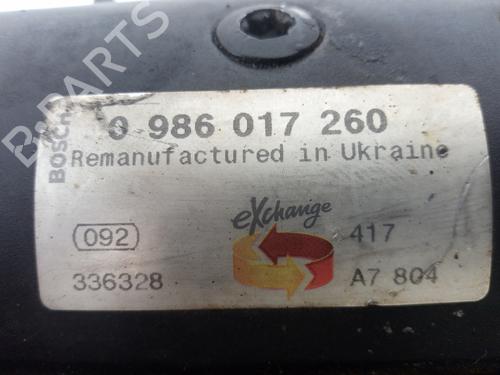 BOSCH
0 986 017 260
Remanufactured in Ukraine
eXchange
092
417
336328
A7 804
B-PARTS